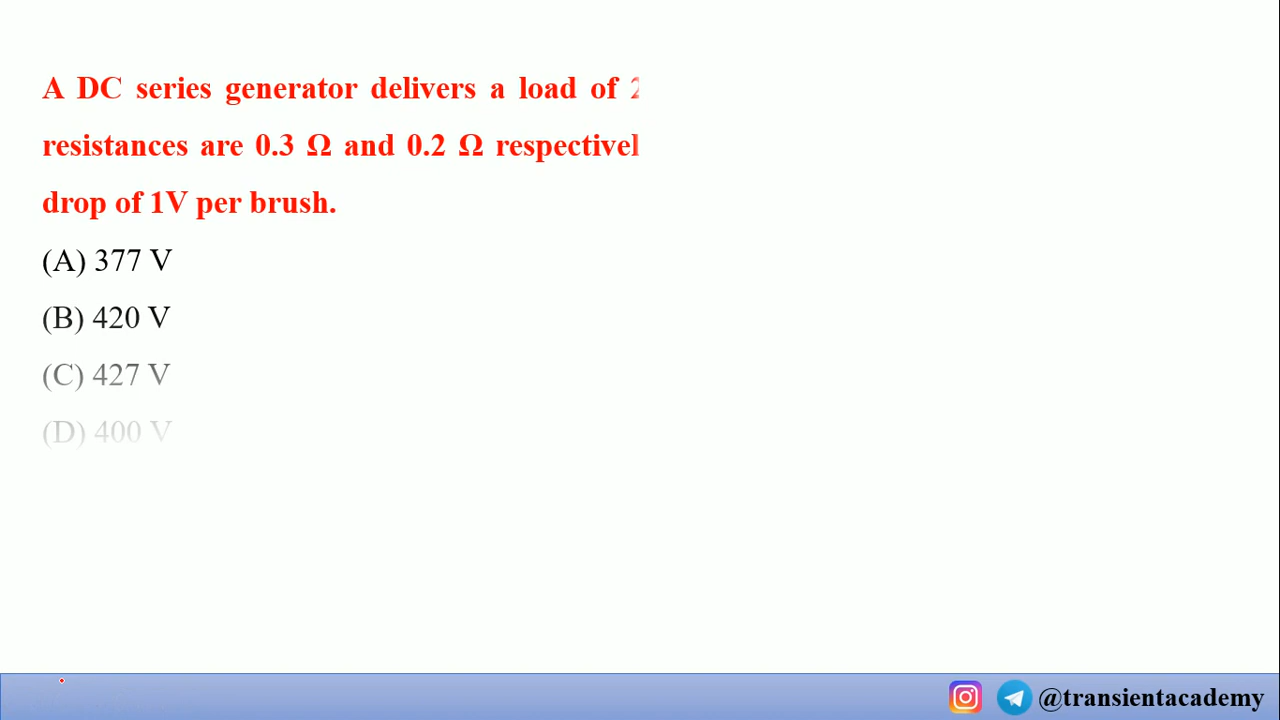 A DC series generator delivers a load of
resistances are 0.3 Ω and 0.2 Ω
drop of 1V per brush.
(A) 377 V
(B) 420 V
(C) 427 V
(D) 400 V
@transientacademy